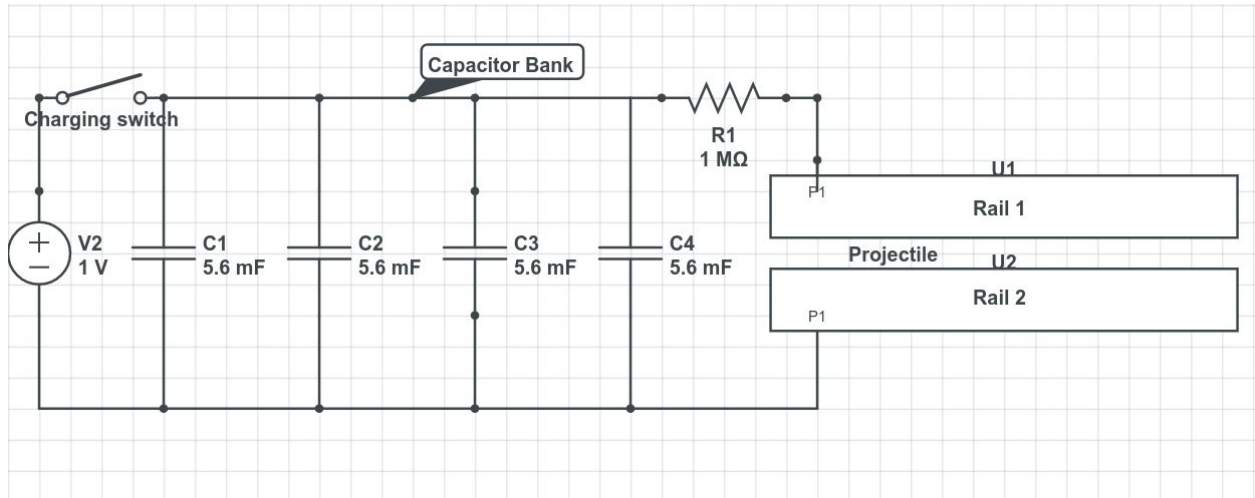 Capacitor Bank
Charging switch
R1
1 MΩ
U1
P1
Rail 1
V2
1 V
C1
5.6 mF
C2
5.6 mF
C3
5.6 mF
C4
5.6 mF
Projectile
U2
Rail 2
P1